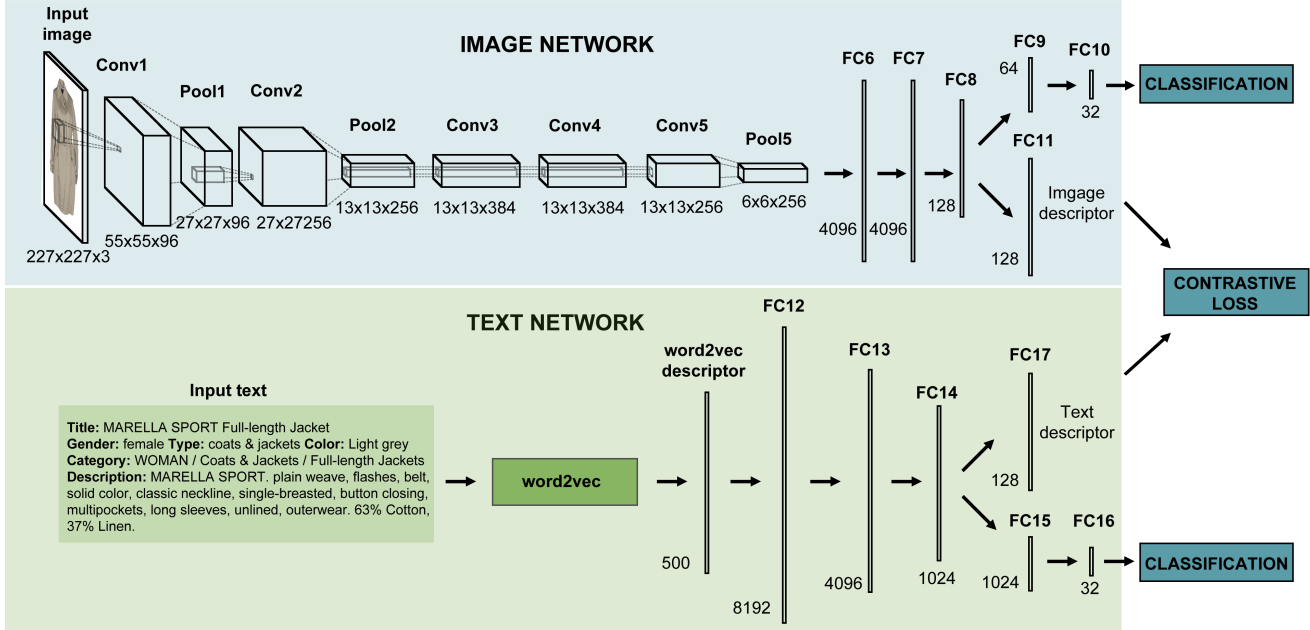 Input
image
IMAGE NETWORK
Conv1
Pool1
Conv2
Pool2
Conv3
Conv4
Conv5
Pool5
FC6
FC7
FC8
FC9
FC10
FC11
64
32
CLASSIFICATION
Imgage
descriptor
227x227x3
55x55x96
27x27x96
27x27256
13x13x256
13x13x384
13x13x384
13x13x256
6x6x256
4096
4096
128
128
CONTRASTIVE
LOSS
TEXT NETWORK
Input text
Title: MARELLA SPORT Full-length Jacket
Gender: female Type: coats & jackets Color: Light grey
Category: WOMAN / Coats & Jackets / Full-length Jackets
Description: MARELLA SPORT. plain weave, flashes, belt,
solid color, classic neckline, single-breasted, button closing,
multipockets, long sleeves, unlined, outerwear. 63% Cotton,
37% Linen.
word2vec
word2vec
descriptor
500
FC12
8192
FC13
4096
FC14
1024
FC17
128
Text
descriptor
FC15
1024
FC16
32
CLASSIFICATION